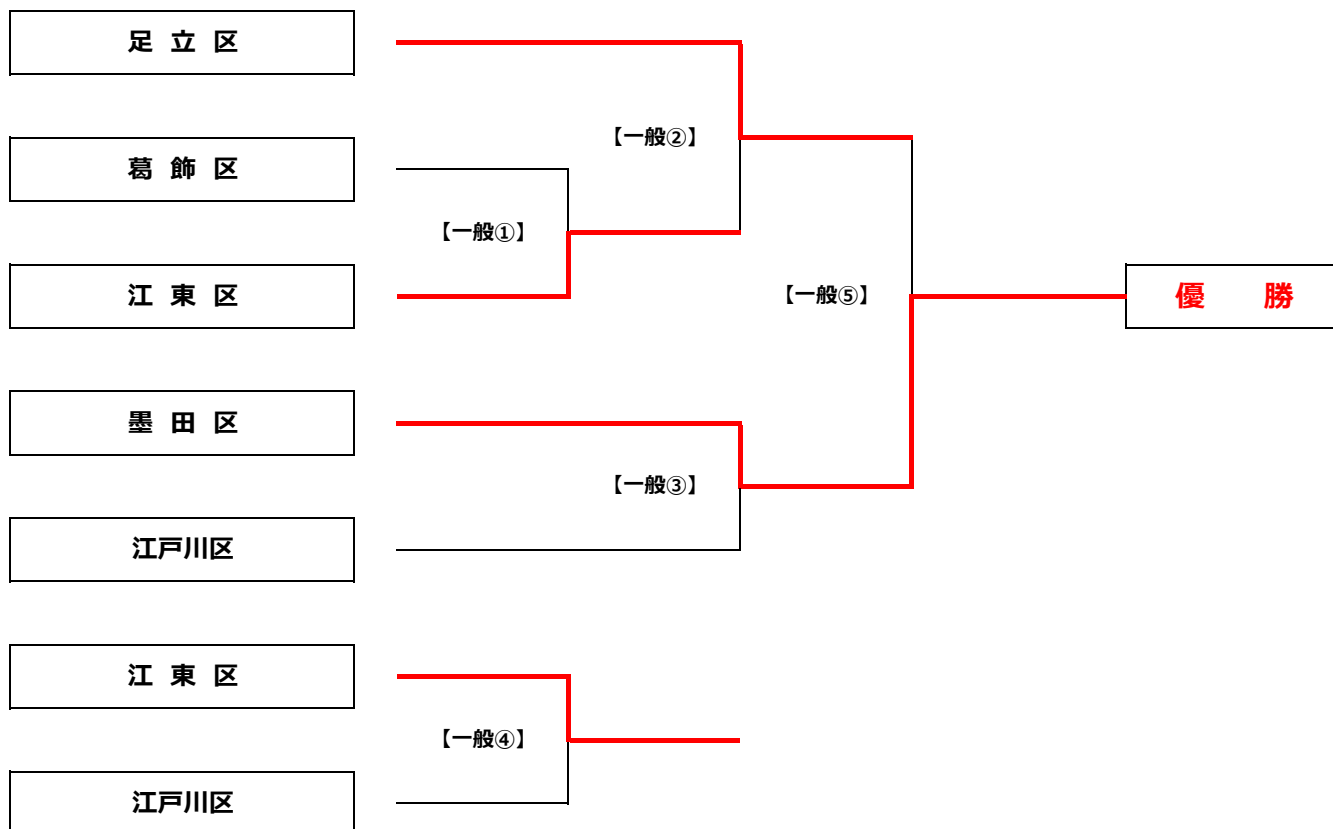 足 立 区
【一般②】
葛 飾 区
【一般①】
江 東 区
【一般⑤】
優 勝
墨 田 区
【一般③】
江戸川区
江 東 区
【一般④】
江戸川区